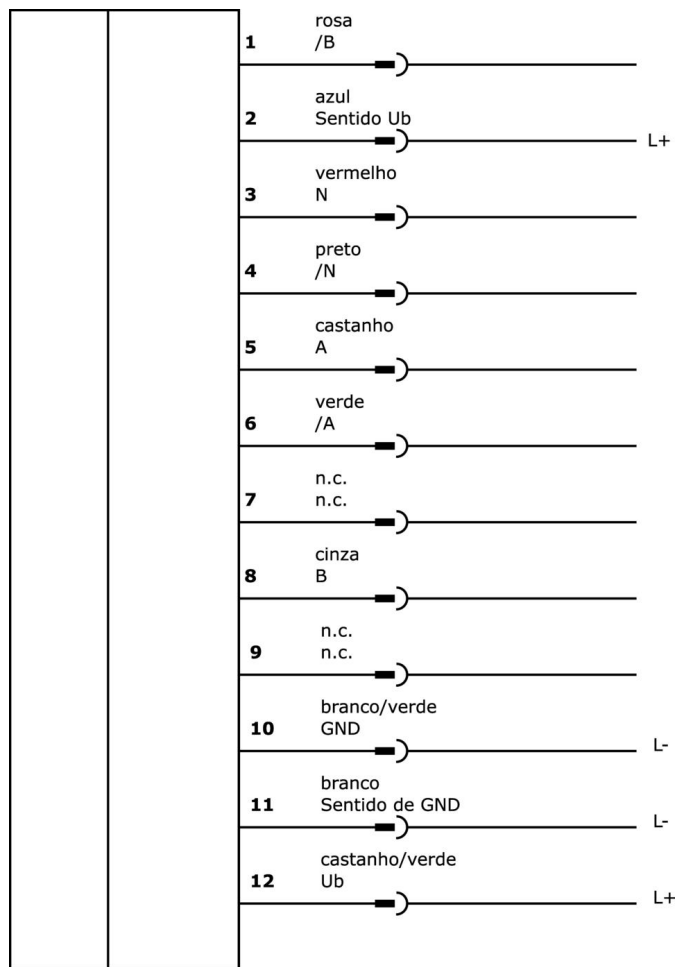 rosa
1 /B
azul
2 Sentido Ub
L+
vermelho
3 N
preto
4 /N
castanho
5 A
verde
6 /A
n.c.
7 n.c.
cinza
8 B
n.c.
9 n.c.
branco/verde
10 GND
L-
branco
11 Sentido de GND
L-
castanho/verde
12 Ub
L+